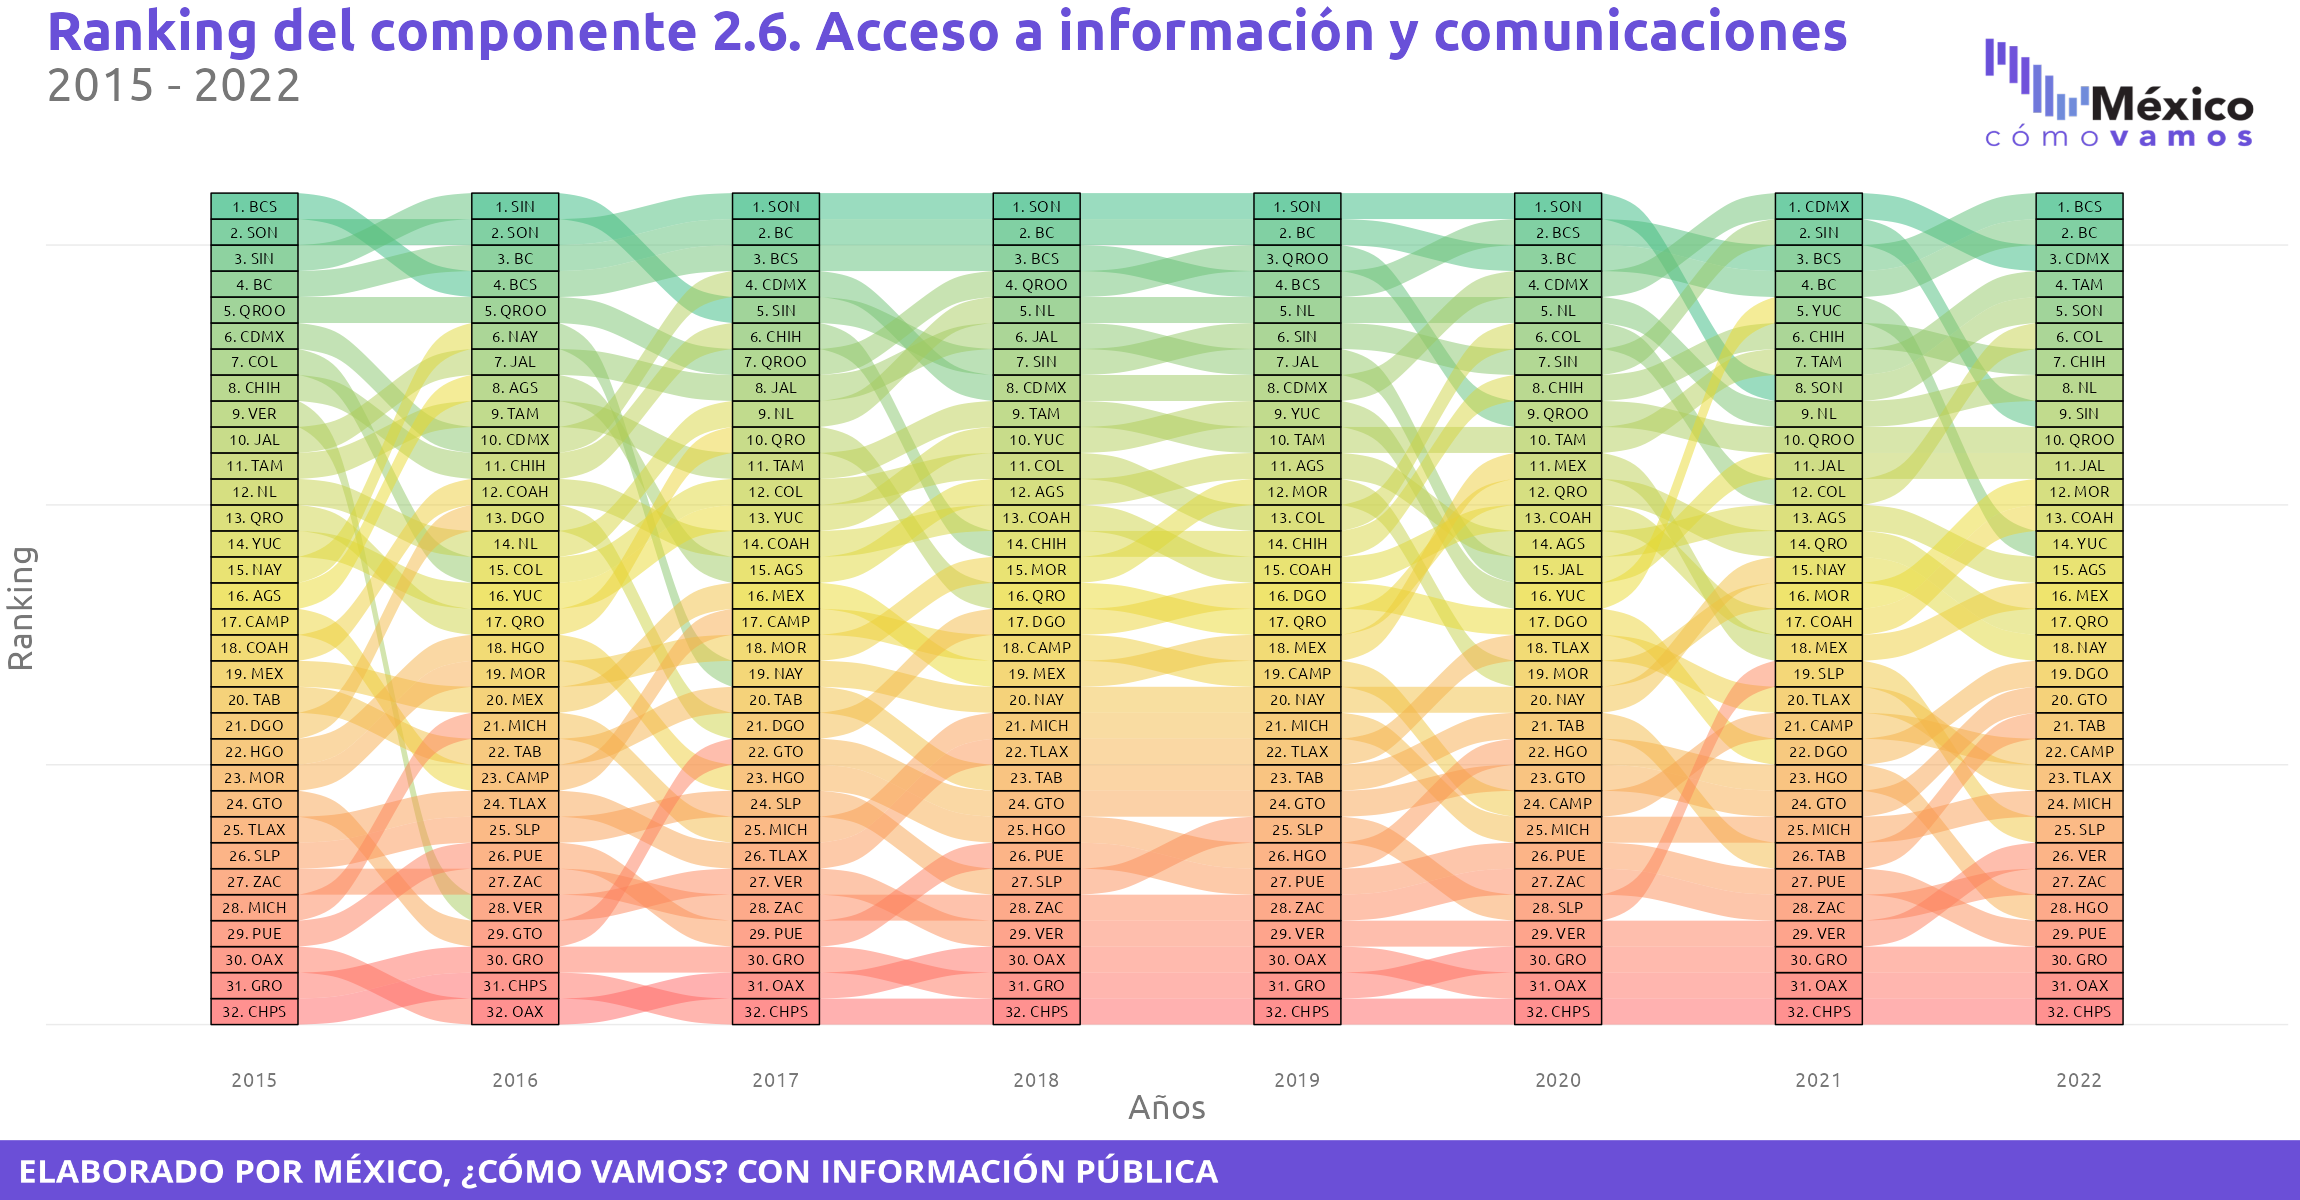 Ranking del componente 2.6. Acceso a información y comunicaciones
2015 - 2022
México
cómovamos
Ranking
1. BCS 1. SIN 1. SON 1. SON 1. SON 1. SON 1. CDMX 1. BCS
2. SON 2. SON 2. BC 2. BC 2. BC 2. BCS 2. SIN 2. BC
3. SIN 3. BC 3. BCS 3. BCS 3. QROO 3. BC 3. BCS 3. CDMX
4. BC 4. BCS 4. CDMX 4. QROO 4. BCS 4. CDMX 4. BC 4. TAM
5. QROO 5. QROO 5. SIN 5. NL 5. NL 5. NL 5. YUC 5. SON
6. CDMX 6. NAY 6. CHIH 6. JAL 6. SIN 6. COL 6. CHIH 6. COL
7. COL 7. JAL 7. QROO 7. SIN 7. JAL 7. SIN 7. TAM 7. CHIH
8. CHIH 8. AGS 8. JAL 8. CDMX 8. CDMX 8. CHIH 8. SON 8. NL
9. VER 9. TAM 9. NL 9. TAM 9. YUC 9. QROO 9. NL 9. SIN
10. JAL 10. CDMX 10. QRO 10. YUC 10. TAM 10. TAM 10. QROO 10. QROO
11. TAM 11. CHIH 11. TAM 11. COL 11. AGS 11. MEX 11. JAL 11. JAL
12. NL 12. COAH 12. COL 12. AGS 12. MOR 12. QRO 12. COL 12. MOR
13. QRO 13. DGO 13. YUC 13. COAH 13. COL 13. COAH 13. AGS 13. COAH
14. YUC 14. NL 14. COAH 14. CHIH 14. CHIH 14. AGS 14. QRO 14. YUC
15. NAY 15. COL 15. AGS 15. MOR 15. COAH 15. JAL 15. NAY 15. AGS
16. AGS 16. YUC 16. MEX 16. QRO 16. DGO 16. YUC 16. MOR 16. MEX
17. CAMP 17. QRO 17. CAMP 17. DGO 17. QRO 17. DGO 17. COAH 17. QRO
18. COAH 18. HGO 18. MOR 18. CAMP 18. MEX 18. TLAX 18. MEX 18. NAY
19. MEX 19. MOR 19. NAY 19. MEX 19. CAMP 19. MOR 19. SLP 19. DGO
20. TAB 20. MEX 20. TAB 20. NAY 20. NAY 20. NAY 20. TLAX 20. GTO
21. DGO 21. MICH 21. DGO 21. MICH 21. MICH 21. TAB 21. CAMP 21. TAB
22. HGO 22. TAB 22. GTO 22. TLAX 22. TLAX 22. HGO 22. DGO 22. CAMP
23. MOR 23. CAMP 23. HGO 23. TAB 23. TAB 23. GTO 23. HGO 23. TLAX
24. GTO 24. TLAX 24. SLP 24. GTO 24. GTO 24. CAMP 24. GTO 24. MICH
25. TLAX 25. SLP 25. MICH 25. HGO 25. SLP 25. MICH 25. MICH 25. SLP
26. SLP 26. PUE 26. TLAX 26. PUE 26. HGO 26. PUE 26. TAB 26. VER
27. ZAC 27. ZAC 27. VER 27. SLP 27. PUE 27. ZAC 27. PUE 27. ZAC
28. MICH 28. VER 28. ZAC 28. ZAC 28. ZAC 28. SLP 28. ZAC 28. HGO
29. PUE 29. GTO 29. PUE 29. VER 29. VER 29. VER 29. VER 29. PUE
30. OAX 30. GRO 30. GRO 30. OAX 30. OAX 30. GRO 30. GRO 30. GRO
31. GRO 31. CHPS 31. OAX 31. GRO 31. GRO 31. OAX 31. OAX 31. OAX
32. CHPS 32. OAX 32. CHPS 32. CHPS 32. CHPS 32. CHPS 32. CHPS 32. CHPS
2015 2016 2017 2018 2019 2020 2021 2022
Años
ELABORADO POR MÉXICO, ¿CÓMO VAMOS? CON INFORMACIÓN PÚBLICA